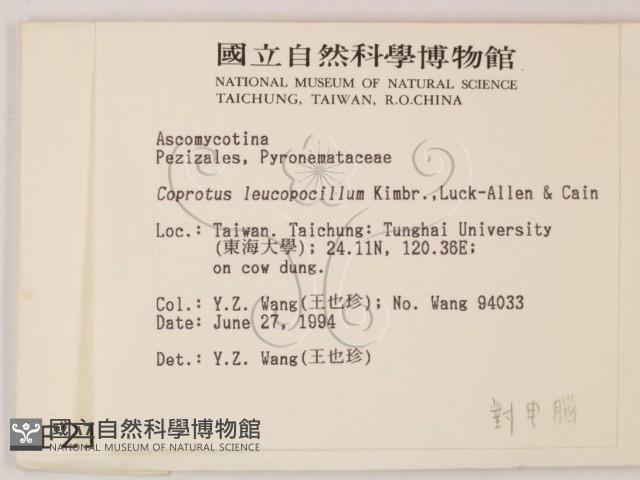 國立自然科學博物館
NATIONAL MUSEUM OF NATURAL SCIENCE
TAICHUNG, TAIWAN, R.O.CHINA
Ascomycotina
Pezizales, Pyronemataceae
Coprotus leucopocillum Kimbr.,Luck-Allen & Cain
Loc.: Taiwan. Taichung: Tunghai University
(東海大學); 24.11N, 120.36E;
on cow dung.
Col.: Y.Z. Wang(王也珍); No. Wang 94033
Date: June 27, 1994
Det.: Y.Z. Wang(王也珍)
對电腦
國立自然科學博物館
NATIONAL MUSEUM OF NATURAL SCIENCE